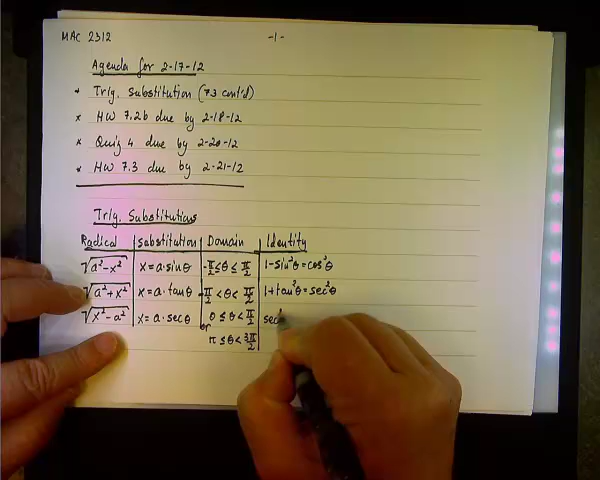 MAC 2312 -1-
Agenda for 2-17-12
* Trig. Substitution (7.3 cont'd)
* HW 7.2b due by 2-18-12
* Quiz 4 due by 2-20-12
* HW 7.3 due by 2-21-12
Trig. Substitutions
Radical | Substitution | Domain | Identity
√(a²-x²) | x = a·sinθ | -π/2 ≤ θ ≤ π/2 | 1-sin²θ = cos²θ
√(a²+x²) | x = a·tanθ | -π/2 < θ < π/2 | 1+tan²θ = sec²θ
√(x²-a²) | x = a·secθ | 0 ≤ θ < π/2 | sec
or
π ≤ θ < 3π/2